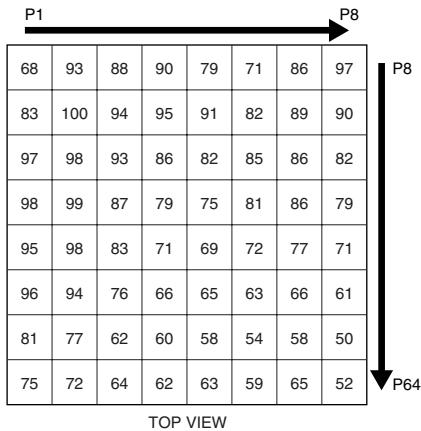 P1 P8
68 93 88 90 79 71 86 97 P8
83 100 94 95 91 82 89 90
97 98 93 86 82 85 86 82
98 99 87 79 75 81 86 79
95 98 83 71 69 72 77 71
96 94 76 66 65 63 66 61
81 77 62 60 58 54 58 50
75 72 64 62 63 59 65 52 P64
TOP VIEW